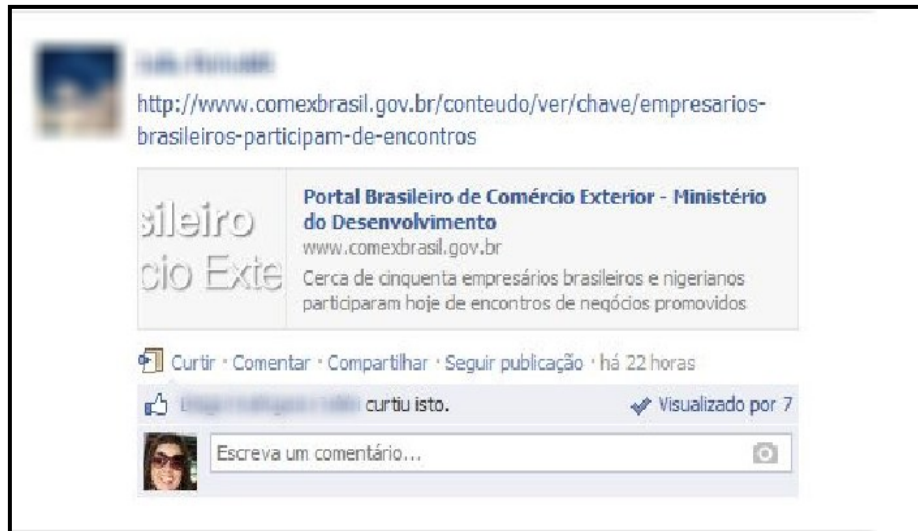 http://www.comexbrasil.gov.br/conteudo/ver/chave/empresarios-
brasileiros-participam-de-encontros
sileiro
cio Exte
Portal Brasileiro de Comércio Exterior - Ministério
do Desenvolvimento
www.comexbrasil.gov.br
Cerca de cinquenta empresários brasileiros e nigerianos
participaram hoje de encontros de negócios promovidos
Curtir · Comentar · Compartilhar · Seguir publicação · há 22 horas
curtiu isto. Visualizado por 7
Escreva um comentário...